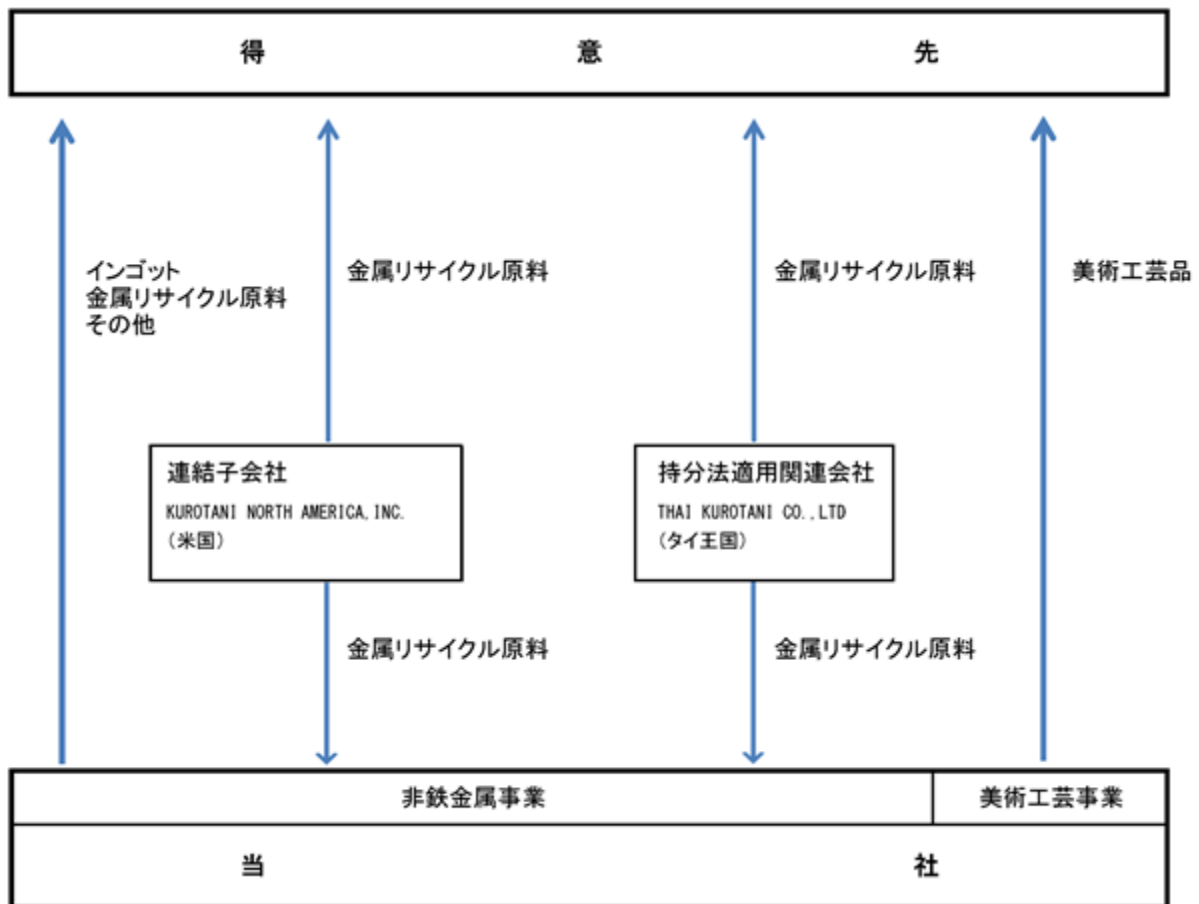 得意先
インゴット
金属リサイクル原料
その他
金属リサイクル原料
金属リサイクル原料
美術工芸品
連結子会社
KUROTANI NORTH AMERICA, INC.
（米国）
持分法適用関連会社
THAI KUROTANI CO.,LTD
（タイ王国）
金属リサイクル原料
金属リサイクル原料
非鉄金属事業
美術工芸事業
当社